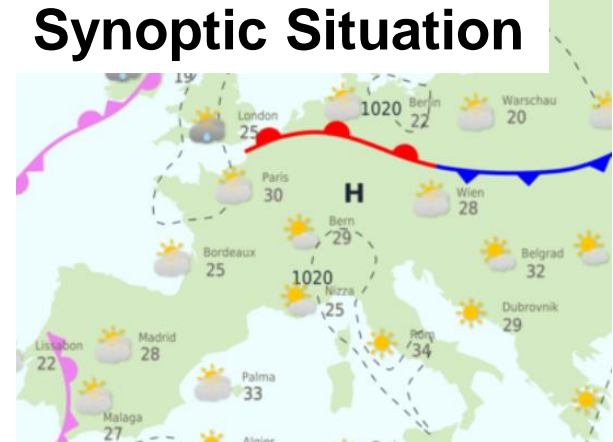 Synoptic Situation
19
London
25
1020
Berlin
22
Warschau
20
Paris
30
H
Wien
28
Bern
29
Bordeaux
25
1020
Nizza
25
Belgrad
32
Dubrovnik
29
Rom
34
Lissabon
22
Madrid
28
Palma
33
Malaga
27
Algier